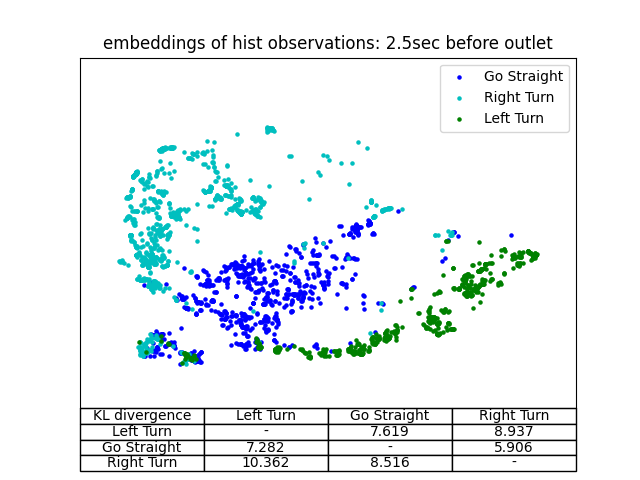 embeddings of hist observations: 2.5sec before outlet
Go Straight
Right Turn
Left Turn
KL divergence Left Turn Go Straight Right Turn
Left Turn - 7.619 8.937
Go Straight 7.282 - 5.906
Right Turn 10.362 8.516 -